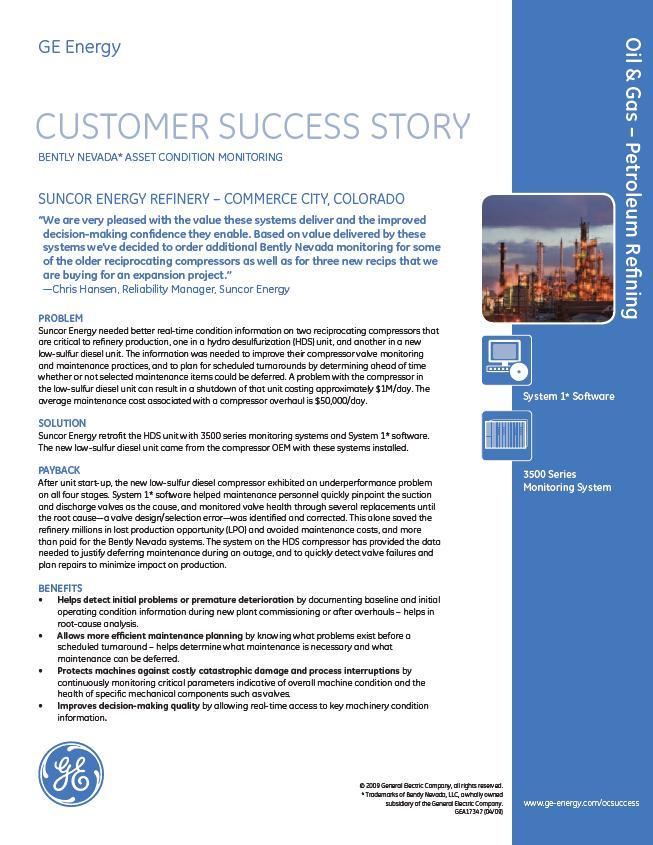 GE Energy
CUSTOMER SUCCESS STORY
BENTLY NEVADA* ASSET CONDITION MONITORING
SUNCOR ENERGY REFINERY – COMMERCE CITY, COLORADO
“We are very pleased with the value these systems deliver and the improved
decision-making confidence they enable. Based on value delivered by these
systems we’ve decided to order additional Bently Nevada monitoring for some
of the older reciprocating compressors as well as for three new recips that we
are buying for an expansion project.”
—Chris Hansen, Reliability Manager, Suncor Energy
PROBLEM
Suncor Energy needed better real-time condition information on two reciprocating compressors that
are critical to refinery production, one in a hydro desulfurization (HDS) unit, and another in a new
low-sulfur diesel unit. The information was needed to improve their compressor valve monitoring
and maintenance practices, and to plan for scheduled turnarounds by determining ahead of time
whether or not selected maintenance items could be deferred. A problem with the compressor in
the low-sulfur diesel unit can result in a shutdown of that unit costing approximately $1M/day. The
average maintenance cost associated with a compressor overhaul is $50,000/day.
SOLUTION
Suncor Energy retrofit the HDS unit with 3500 series monitoring systems and System 1* software.
The new low-sulfur diesel unit came from the compressor OEM with these systems installed.
PAYBACK
After unit start-up, the new low-sulfur diesel compressor exhibited an underperformance problem
on all four stages. System 1* software helped maintenance personnel quickly pinpoint the suction
and discharge valves as the cause, and monitored valve health through several replacements until
the root cause—a valve design/selection error—was identified and corrected. This alone saved the
refinery millions in lost production opportunity (LPO) and avoided maintenance costs, and more
than paid for the Bently Nevada systems. The system on the HDS compressor has provided the data
needed to justify deferring maintenance during an outage, and to quickly detect valve failures and
plan repairs to minimize impact on production.
BENEFITS
• Helps detect initial problems or premature deterioration by documenting baseline and initial
operating condition information during new plant commissioning or after overhauls – helps in
root-cause analysis.
• Allows more efficient maintenance planning by knowing what problems exist before a
scheduled turnaround – helps determine what maintenance is necessary and what
maintenance can be deferred.
• Protects machines against costly catastrophic damage and process interruptions by
continuously monitoring critical parameters indicative of overall machine condition and the
health of specific mechanical components such as valves.
• Improves decision-making quality by allowing real-time access to key machinery condition
information.
GE
© 2009 General Electric Company, all rights reserved.
* Trademarks of Bently Nevada, LLC, a wholly owned
subsidiary of the General Electric Company.
GEA17347 (04/09)
Oil & Gas – Petroleum Refining
System 1* Software
3500 Series
Monitoring System
www.ge-energy.com/ocsuccess